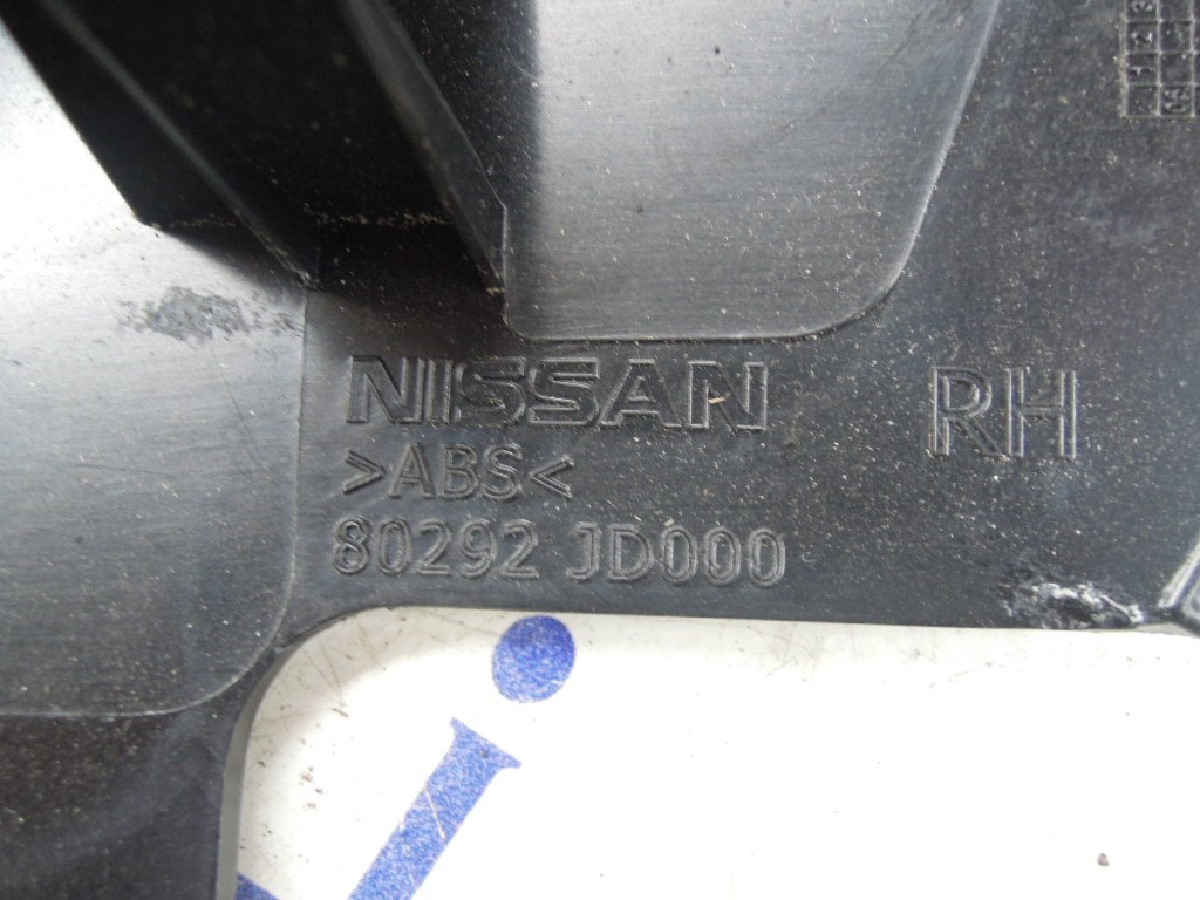 NISSAN RH
>ABS<
80292 JD000